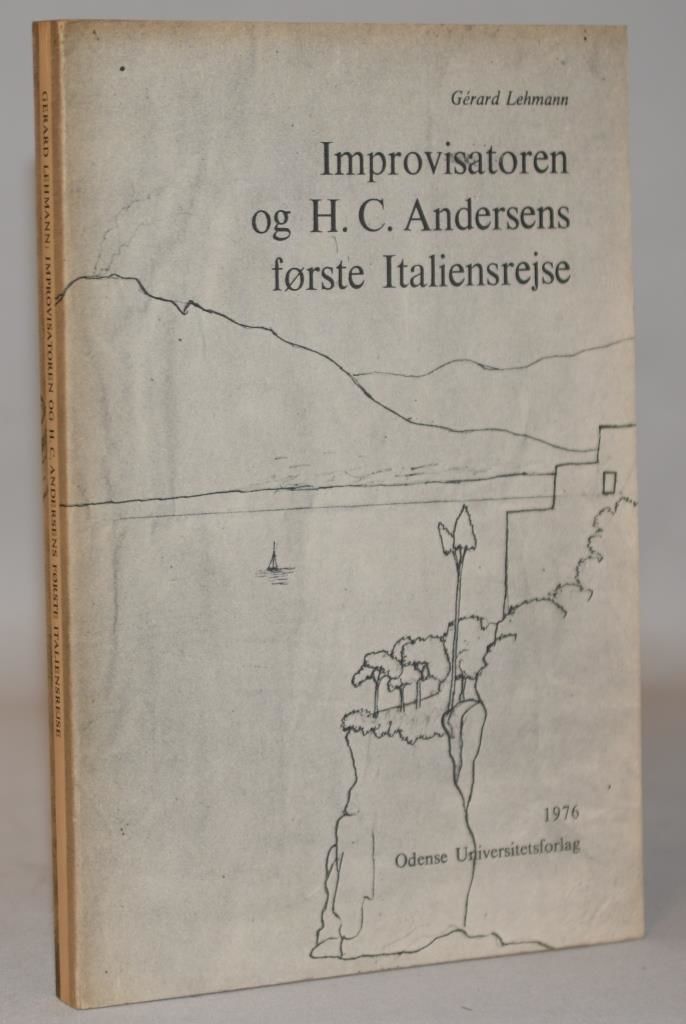 Gérard Lehmann
Improvisatoren
og H. C. Andersens
første Italiensrejse
1976
Odense Universitetsforlag
GÉRARD LEHMANN: IMPROVISATOREN OG H. C. ANDERSENS FØRSTE ITALIENSREJSE